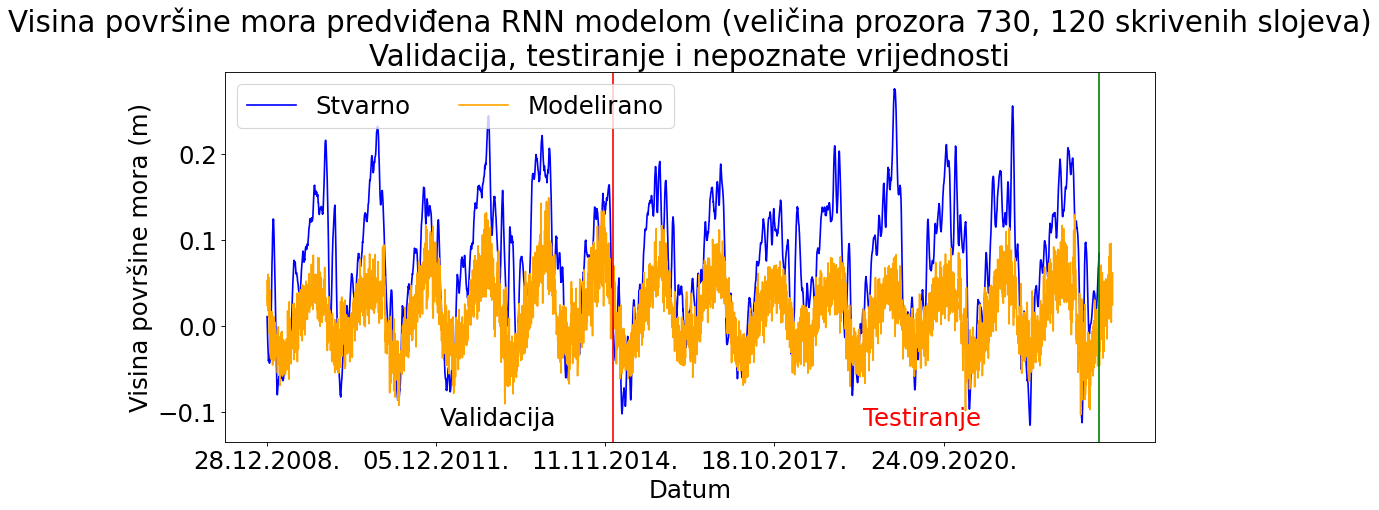 Visina površine mora predviđena RNN modelom (veličina prozora 730, 120 skrivenih slojeva)
Validacija, testiranje i nepoznate vrijednosti
Stvarno
Modelirano
Visina površine mora (m)
0.2
0.1
0.0
−0.1
Validacija
Testiranje
28.12.2008.
05.12.2011.
11.11.2014.
18.10.2017.
24.09.2020.
Datum